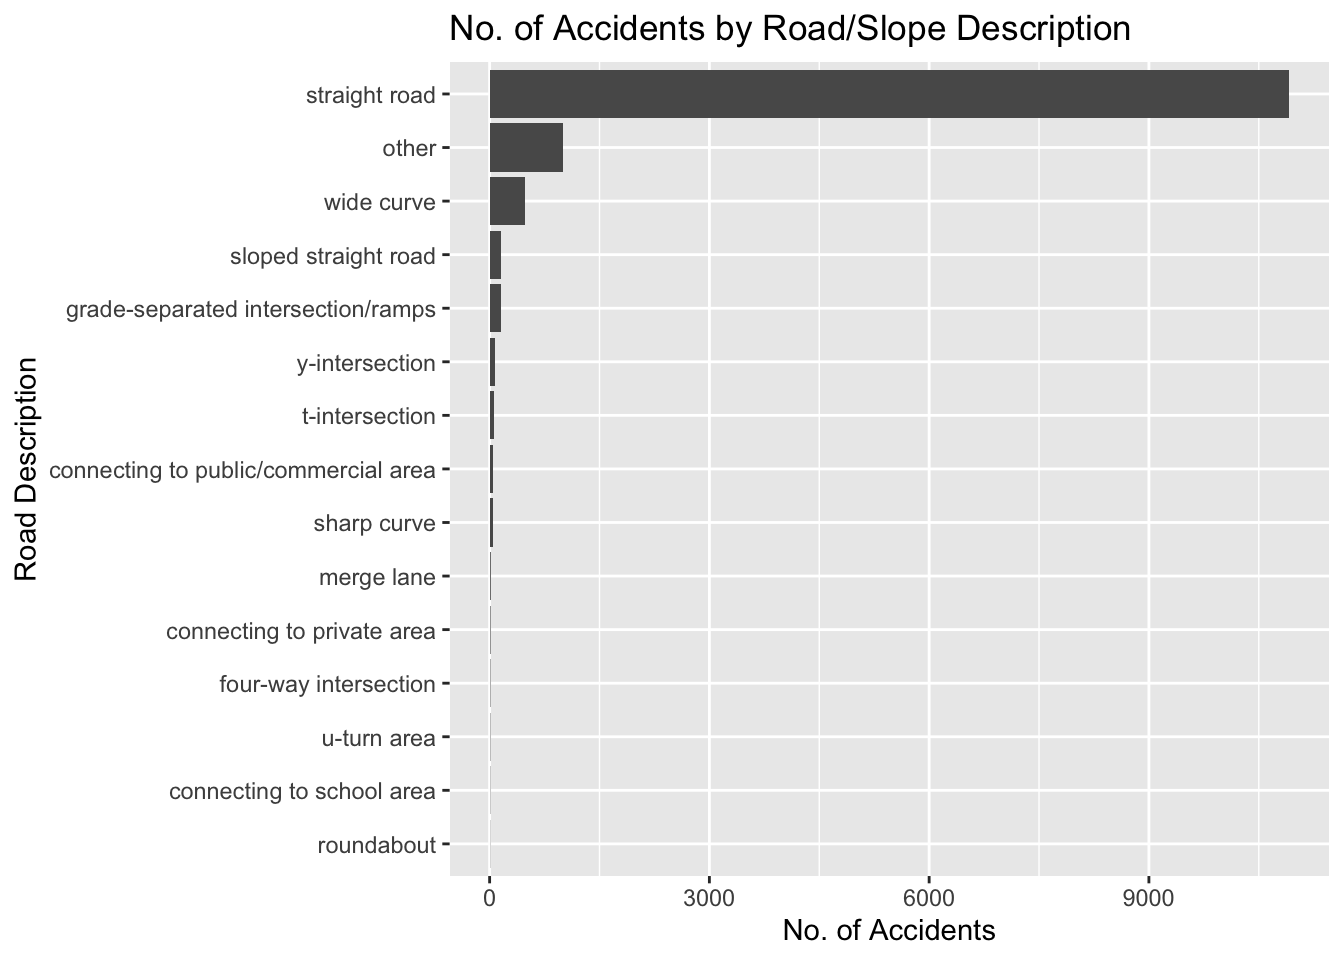 No. of Accidents by Road/Slope Description
straight road
other
wide curve
sloped straight road
grade-separated intersection/ramps
y-intersection
t-intersection
connecting to public/commercial area
sharp curve
merge lane
connecting to private area
four-way intersection
u-turn area
connecting to school area
roundabout
Road Description
0 3000 6000 9000
No. of Accidents